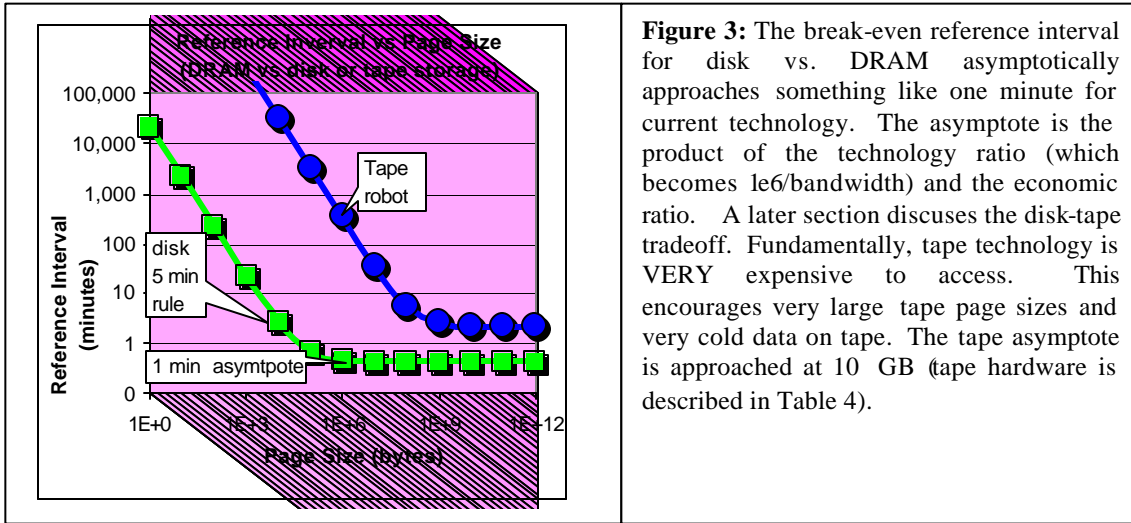 Reference Inverval vs Page Size
(DRAM vs disk or tape storage)
Reference Interval
(minutes)
100,000
10,000
1,000
100
10
1
0
Tape
robot
disk
5 min
rule
1 min asymtpote
1E+0
1E+3
1E+6
1E+9
1E+12
Page Size (bytes)
Figure 3: The break-even reference interval
for disk vs. DRAM asymptotically
approaches something like one minute for
current technology. The asymptote is the
product of the technology ratio (which
becomes 1e6/bandwidth) and the economic
ratio. A later section discuses the disk-tape
tradeoff. Fundamentally, tape technology is
VERY expensive to access. This
encourages very large tape page sizes and
very cold data on tape. The tape asymptote
is approached at 10 GB (tape hardware is
described in Table 4).